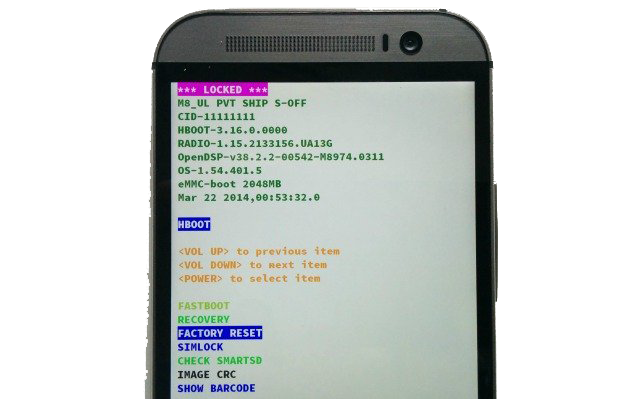 *** LOCKED ***
M8_UL PVT SHIP S-OFF
CID-11111111
HBOOT-3.16.0.0000
RADIO-1.15.2133156.UA13G
OpenDSP-v38.2.2-00542-M8974.0311
OS-1.54.401.5
eMMC-boot 2048MB
Mar 22 2014,00:53:32.0
HBOOT
<VOL UP> to previous item
<VOL DOWN> to next item
<POWER> to select item
FASTBOOT
RECOVERY
FACTORY RESET
SIMLOCK
CHECK SMARTSD
IMAGE CRC
SHOW BARCODE